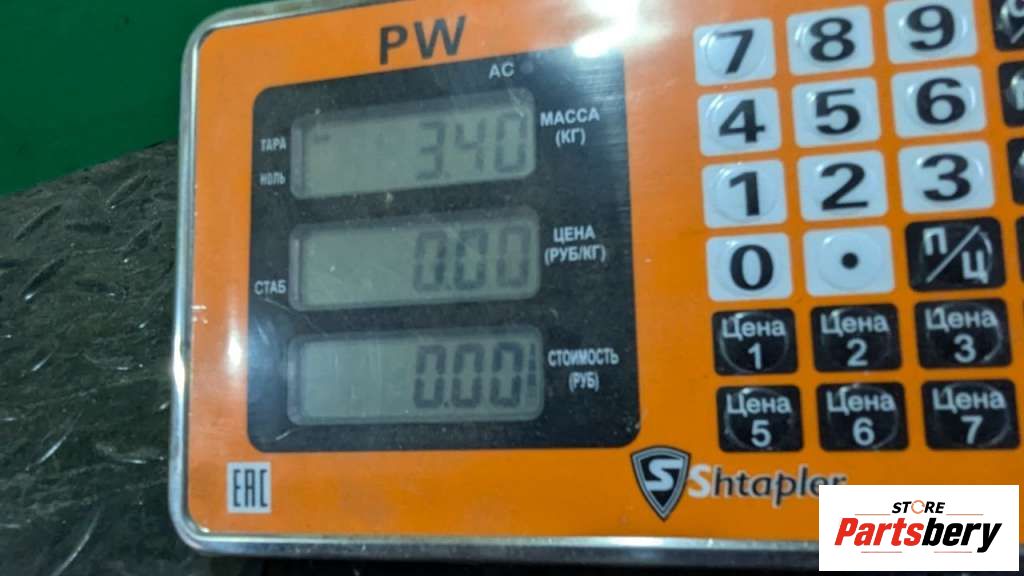 PW
AC
ТАРА
НОЛЬ
3.40
МАССА
(КГ)
СТАБ
0.00
ЦЕНА
(РУБ/КГ)
0.00
СТОИМОСТЬ
(РУБ)
7 8 9
4 5 6
1 2 3
0 . П/Ц
Цена 1 Цена 2 Цена 3
Цена 5 Цена 6 Цена 7
EAC
S Shtapler
STORE
Partsbery